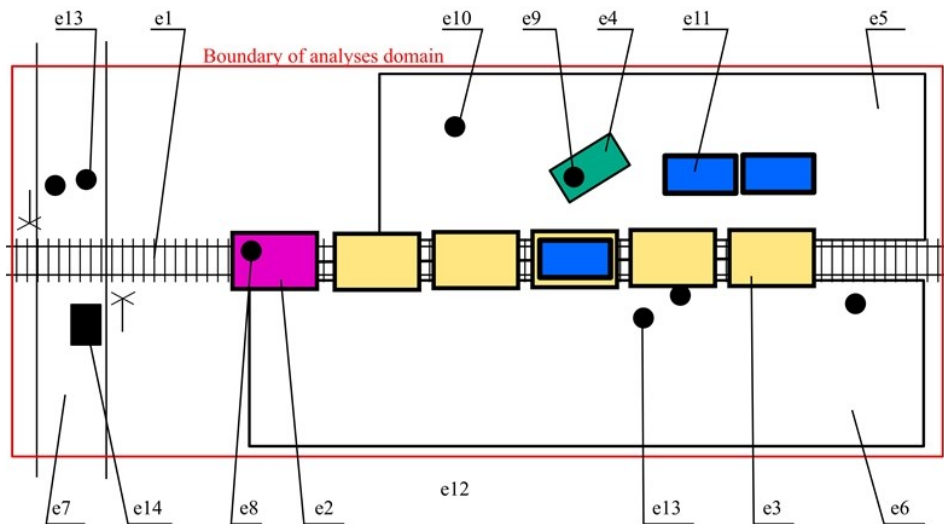 e13
e1
e10
e9
e4
e11
e5
Boundary of analyses domain
e12
e7
e14
e8
e2
e13
e3
e6